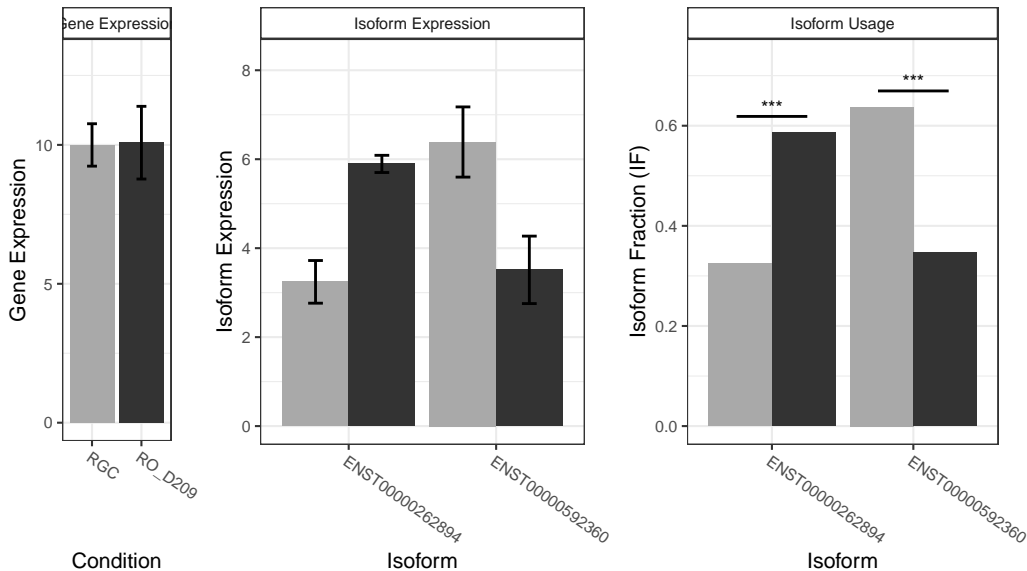 Gene Expression
Gene Expression
10
5
0
RGC
RO_D209
Condition
Isoform Expression
Isoform Expression
8
6
4
2
0
ENST00000262894
ENST00000592360
Isoform
Isoform Usage
Isoform Fraction (IF)
0.6
0.4
0.2
0.0
***
***
ENST00000262894
ENST00000592360
Isoform